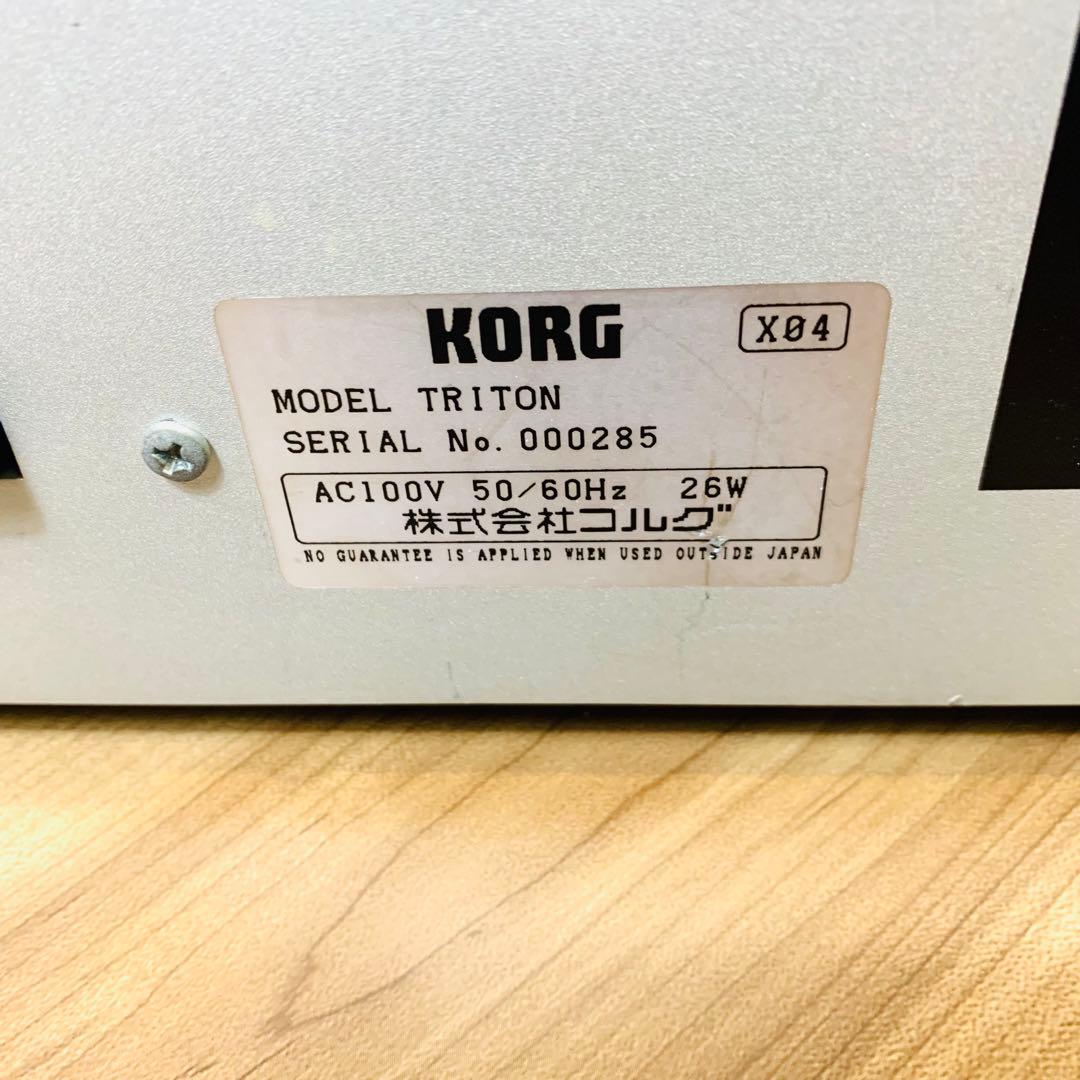 KORG
X04
MODEL TRITON
SERIAL No. 000285
AC100V 50/60Hz 26W
株式会社コルグ
NO GUARANTEE IS APPLIED WHEN USED OUTSIDE JAPAN